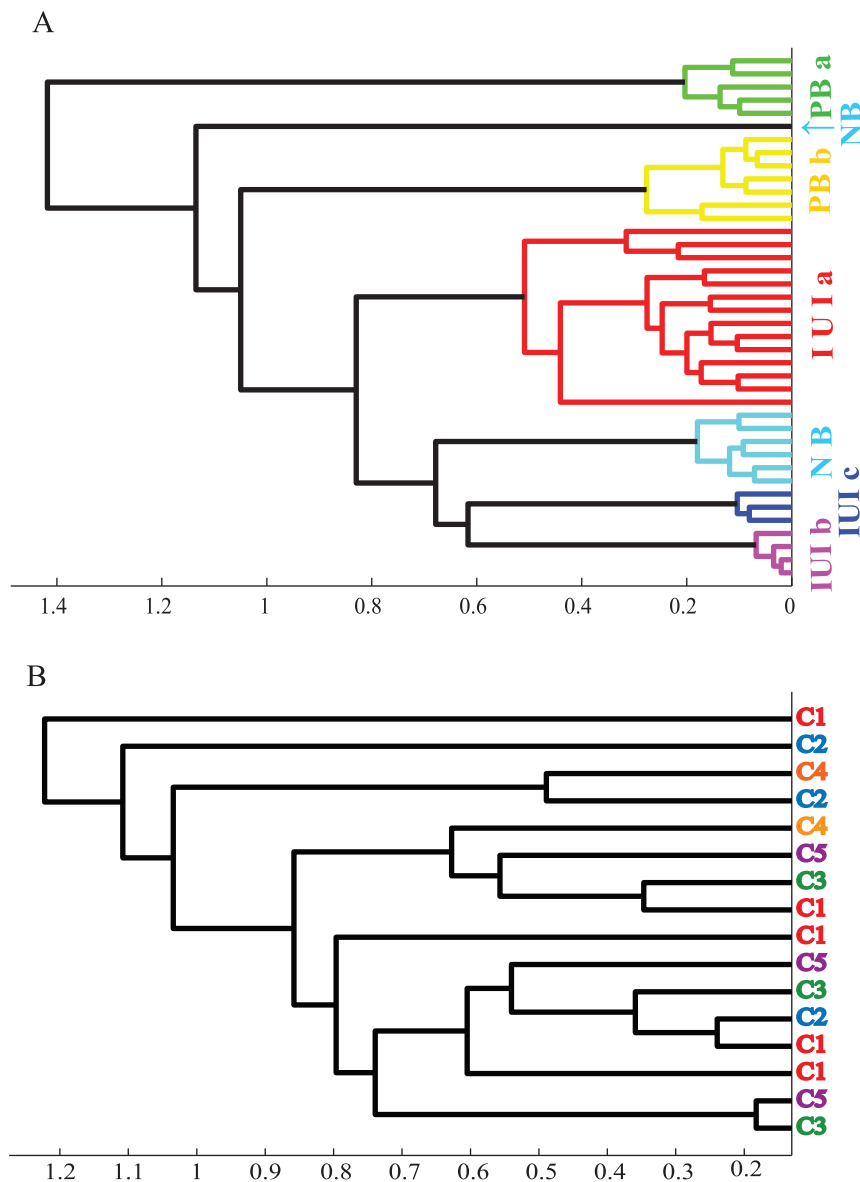 A
PB a
↑
NB
PB b
IUI a
NB
IUI c
IUI b
1.4 1.2 1 0.8 0.6 0.4 0.2 0
B
C1
C2
C4
C2
C4
C5
C3
C1
C1
C5
C3
C2
C1
C1
C5
C3
1.2 1.1 1 0.9 0.8 0.7 0.6 0.5 0.4 0.3 0.2